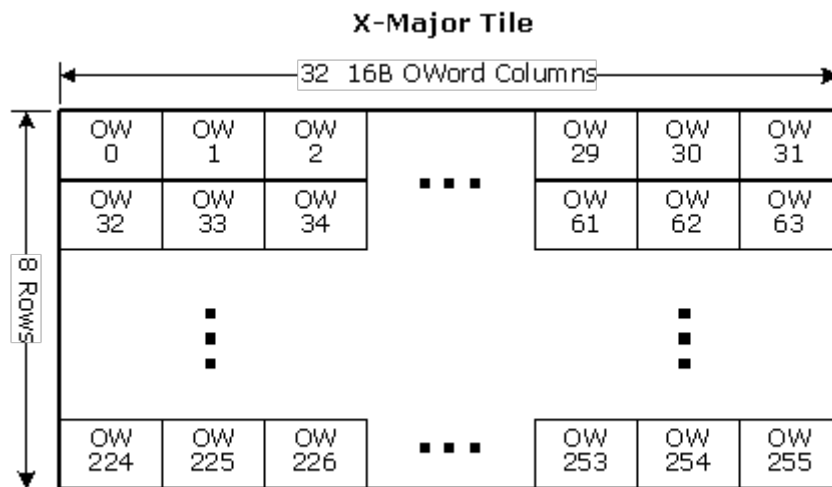 X-Major Tile
32 16B OWord Columns
OW OW OW OW OW OW
0 1 2 29 30 31
OW OW OW OW OW OW
32 33 34 61 62 63
8 Rows
OW OW OW OW OW OW
224 225 226 253 254 255